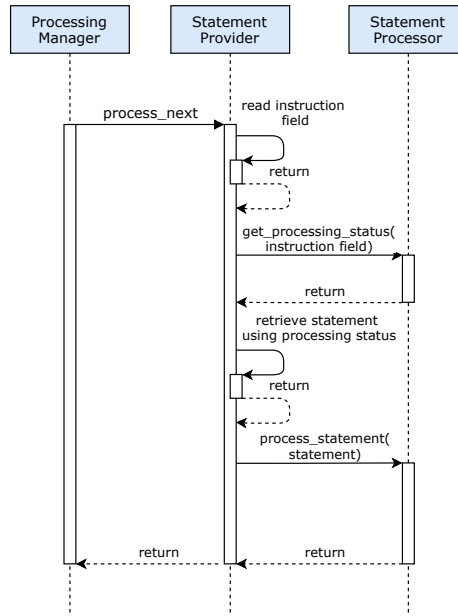 Processing
Manager
Statement
Provider
Statement
Processor
process_next
read instruction
field
return
get_processing_status(
instruction field)
return
retrieve statement
using processing status
return
process_statement(
statement)
return
return